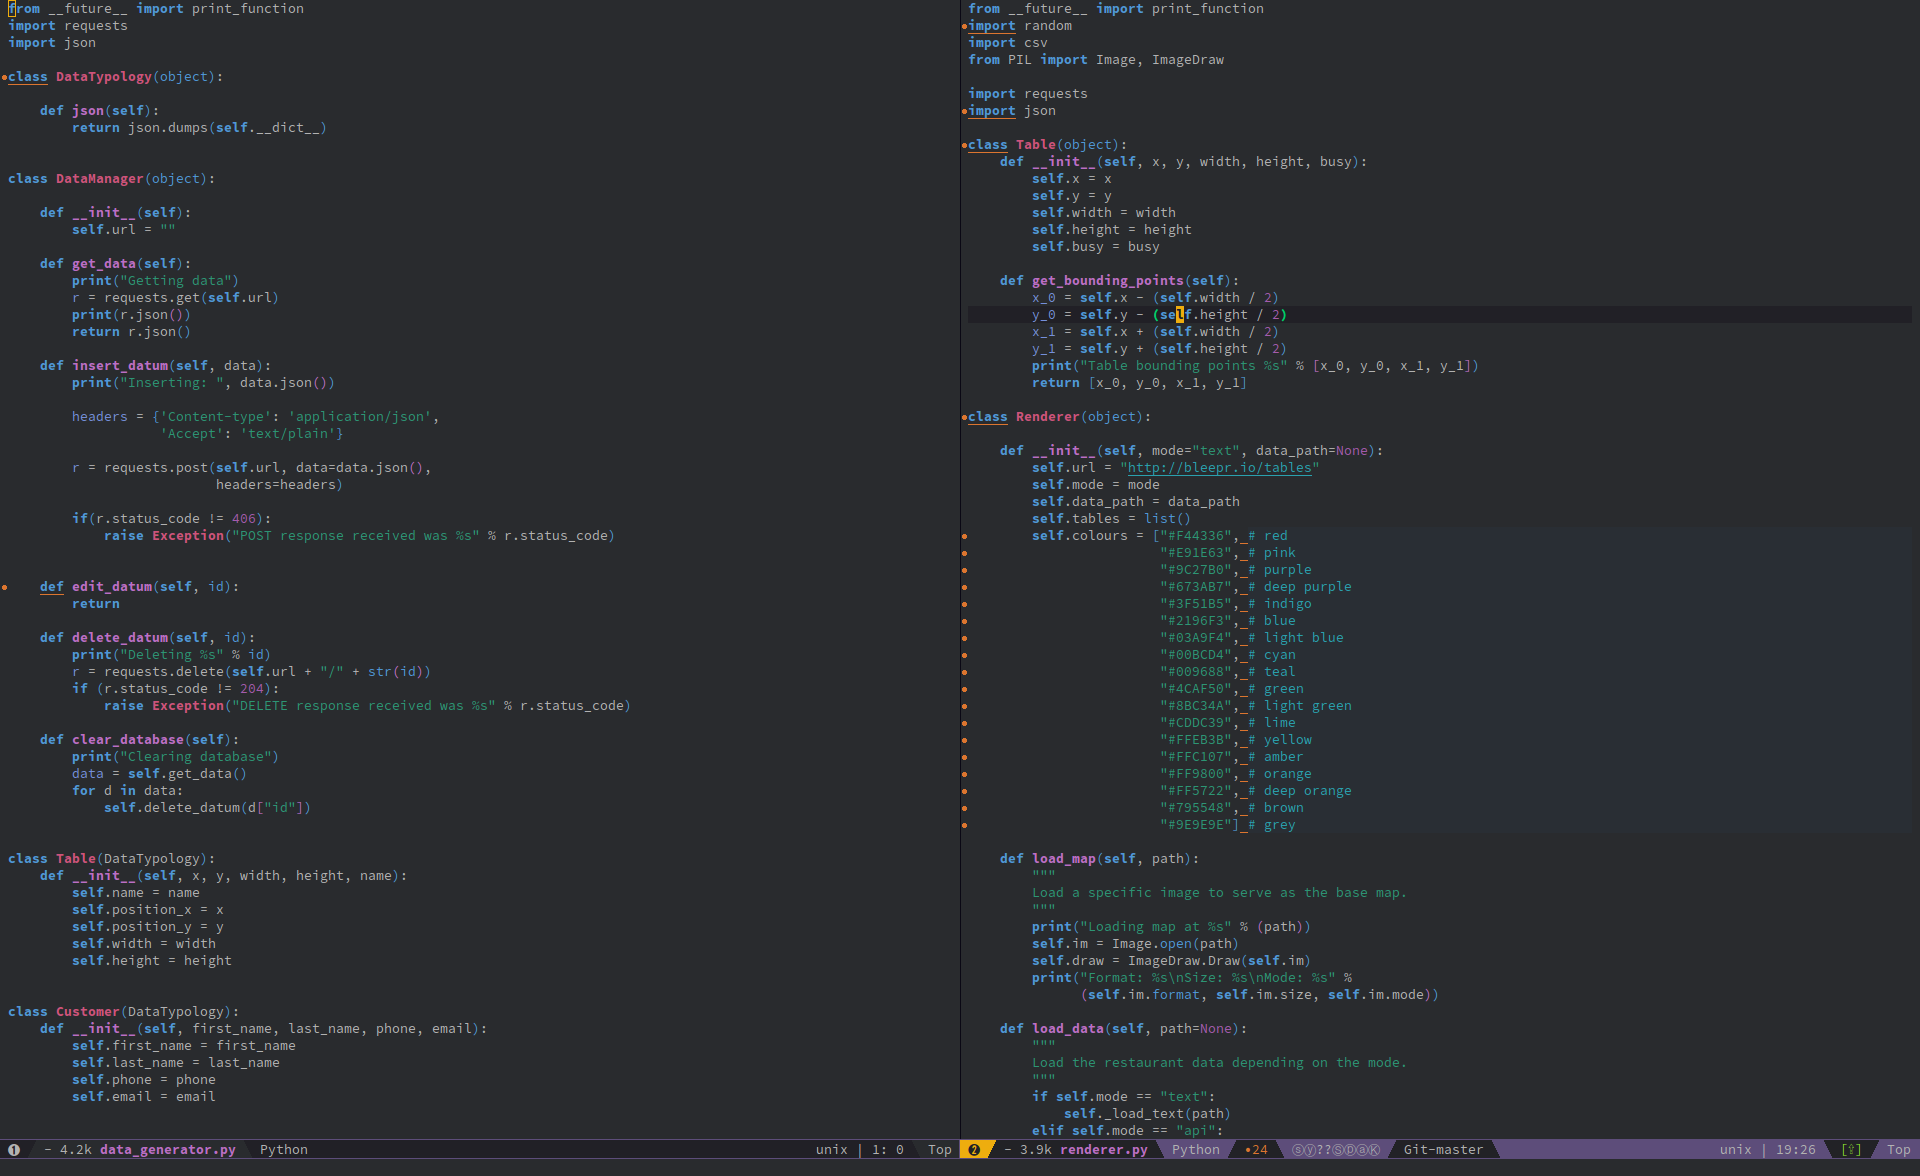 from __future__ import print_function
import requests
import json
class DataTypology(object):
def json(self):
return json.dumps(self.__dict__)
class DataManager(object):
def __init__(self):
self.url = ""
def get_data(self):
print("Getting data")
r = requests.get(self.url)
print(r.json())
return r.json()
def insert_datum(self, data):
print("Inserting: ", data.json())
headers = {'Content-type': 'application/json',
'Accept': 'text/plain'}
r = requests.post(self.url, data=data.json(),
headers=headers)
if(r.status_code != 406):
raise Exception("POST response received was %s" % r.status_code)
def edit_datum(self, id):
return
def delete_datum(self, id):
print("Deleting %s" % id)
r = requests.delete(self.url + "/" + str(id))
if (r.status_code != 204):
raise Exception("DELETE response received was %s" % r.status_code)
def clear_database(self):
print("Clearing database")
data = self.get_data()
for d in data:
self.delete_datum(d["id"])
class Table(DataTypology):
def __init__(self, x, y, width, height, name):
self.name = name
self.position_x = x
self.position_y = y
self.width = width
self.height = height
class Customer(DataTypology):
def __init__(self, first_name, last_name, phone, email):
self.first_name = first_name
self.last_name = last_name
self.phone = phone
self.email = email
❶ - 4.2k data_generator.py Python unix | 1: 0 Top
from __future__ import print_function
import random
import csv
from PIL import Image, ImageDraw
import requests
import json
class Table(object):
def __init__(self, x, y, width, height, busy):
self.x = x
self.y = y
self.width = width
self.height = height
self.busy = busy
def get_bounding_points(self):
x_0 = self.x - (self.width / 2)
y_0 = self.y - (self.height / 2)
x_1 = self.x + (self.width / 2)
y_1 = self.y + (self.height / 2)
print("Table bounding points %s" % [x_0, y_0, x_1, y_1])
return [x_0, y_0, x_1, y_1]
class Renderer(object):
def __init__(self, mode="text", data_path=None):
self.url = "http://bleepr.io/tables"
self.mode = mode
self.data_path = data_path
self.tables = list()
self.colours = ["#F44336", # red
"#E91E63", # pink
"#9C27B0", # purple
"#673AB7", # deep purple
"#3F51B5", # indigo
"#2196F3", # blue
"#03A9F4", # light blue
"#00BCD4", # cyan
"#009688", # teal
"#4CAF50", # green
"#8BC34A", # light green
"#CDDC39", # lime
"#FFEB3B", # yellow
"#FFC107", # amber
"#FF9800", # orange
"#FF5722", # deep orange
"#795548", # brown
"#9E9E9E"] # grey
def load_map(self, path):
"""
Load a specific image to serve as the base map.
"""
print("Loading map at %s" % (path))
self.im = Image.open(path)
self.draw = ImageDraw.Draw(self.im)
print("Format: %s\nSize: %s\nMode: %s" %
(self.im.format, self.im.size, self.im.mode))
def load_data(self, path=None):
"""
Load the restaurant data depending on the mode.
"""
if self.mode == "text":
self._load_text(path)
elif self.mode == "api":
❷ - 3.9k renderer.py Python •24 ⓢⓨ??ⓈⓟⓐⓀ Git-master unix | 19:26 [⇪] Top